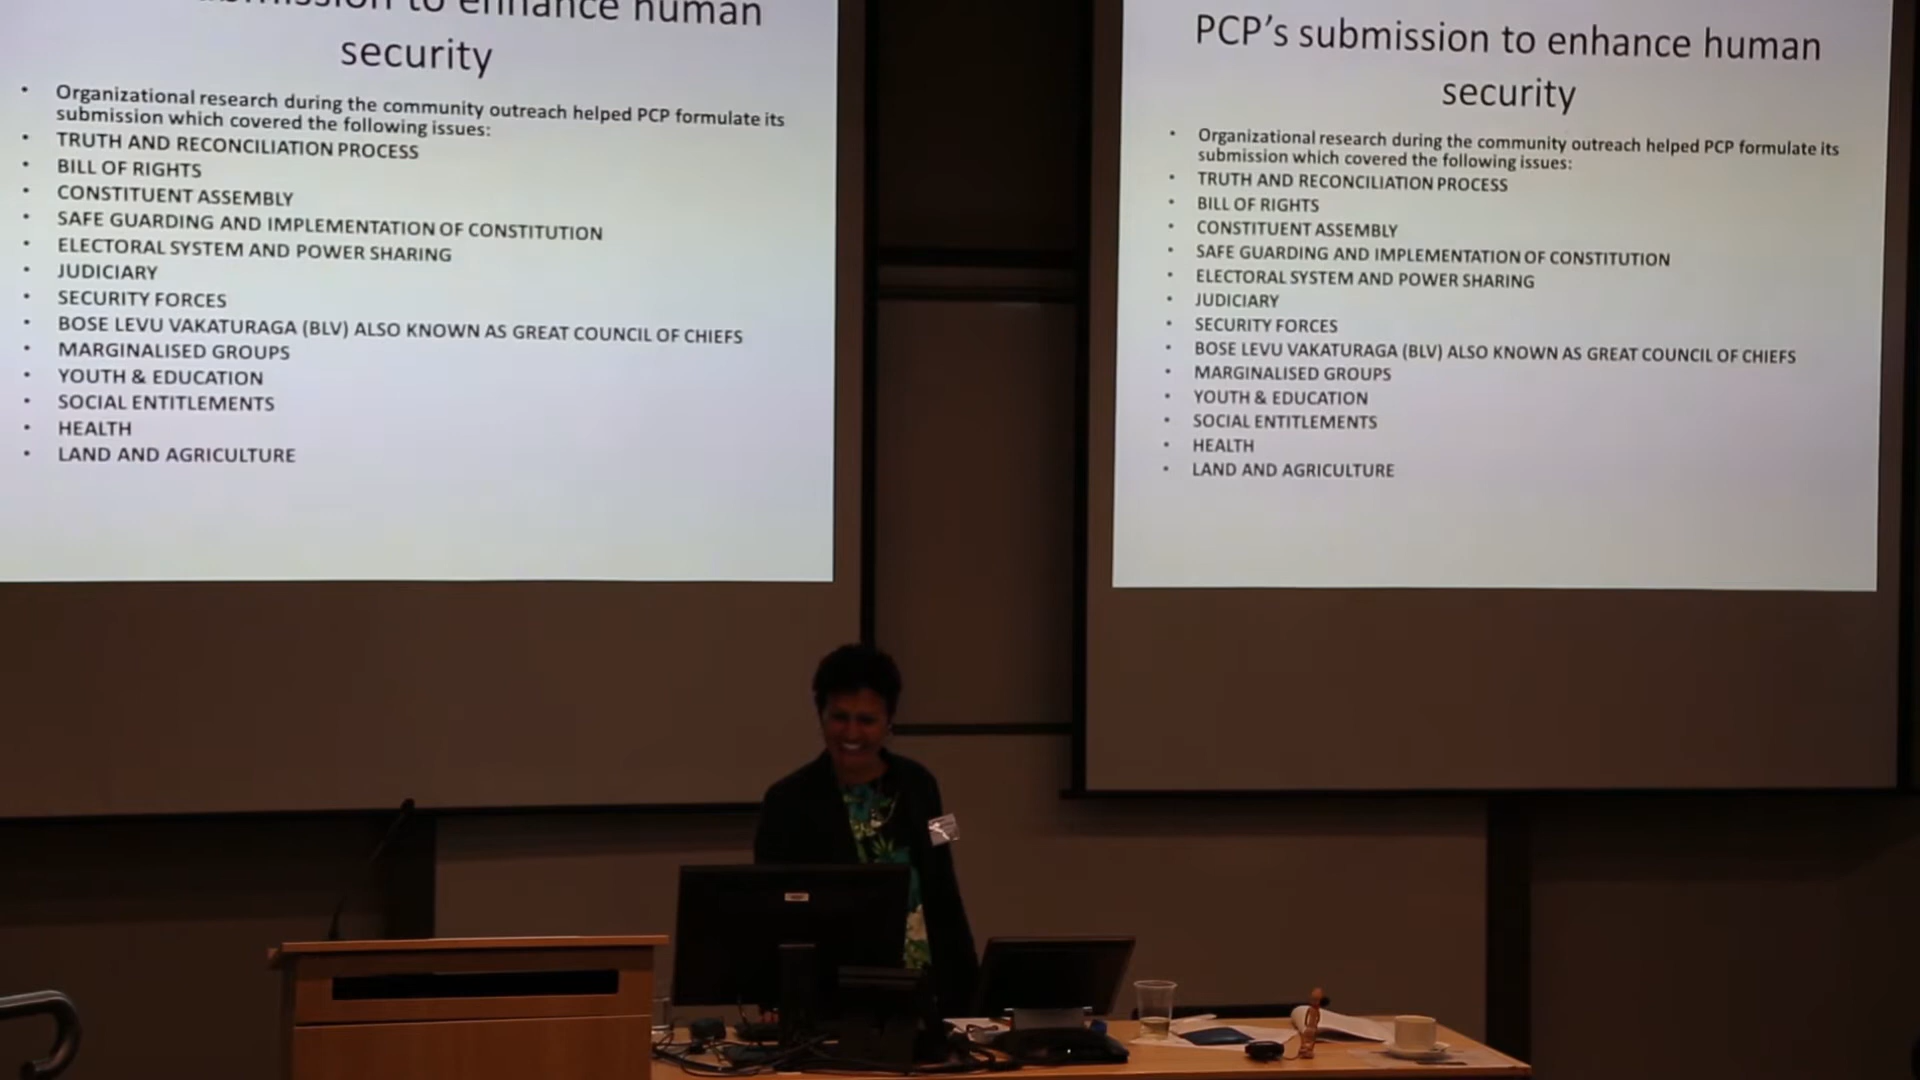 submission to enhance human
security
• Organizational research during the community outreach helped PCP formulate its
submission which covered the following issues:
• TRUTH AND RECONCILIATION PROCESS
• BILL OF RIGHTS
• CONSTITUENT ASSEMBLY
• SAFE GUARDING AND IMPLEMENTATION OF CONSTITUTION
• ELECTORAL SYSTEM AND POWER SHARING
• JUDICIARY
• SECURITY FORCES
• BOSE LEVU VAKATURAGA (BLV) ALSO KNOWN AS GREAT COUNCIL OF CHIEFS
• MARGINALISED GROUPS
• YOUTH & EDUCATION
• SOCIAL ENTITLEMENTS
• HEALTH
• LAND AND AGRICULTURE
PCP's submission to enhance human
security
• Organizational research during the community outreach helped PCP formulate its
submission which covered the following issues:
• TRUTH AND RECONCILIATION PROCESS
• BILL OF RIGHTS
• CONSTITUENT ASSEMBLY
• SAFE GUARDING AND IMPLEMENTATION OF CONSTITUTION
• ELECTORAL SYSTEM AND POWER SHARING
• JUDICIARY
• SECURITY FORCES
• BOSE LEVU VAKATURAGA (BLV) ALSO KNOWN AS GREAT COUNCIL OF CHIEFS
• MARGINALISED GROUPS
• YOUTH & EDUCATION
• SOCIAL ENTITLEMENTS
• HEALTH
• LAND AND AGRICULTURE